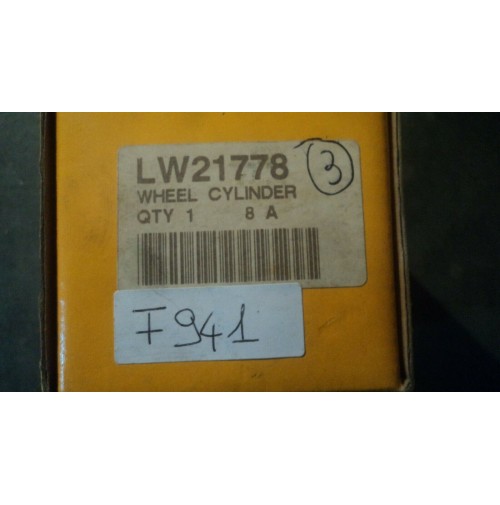 LW21778
3
WHEEL CYLINDER
QTY 1 8 A
F941